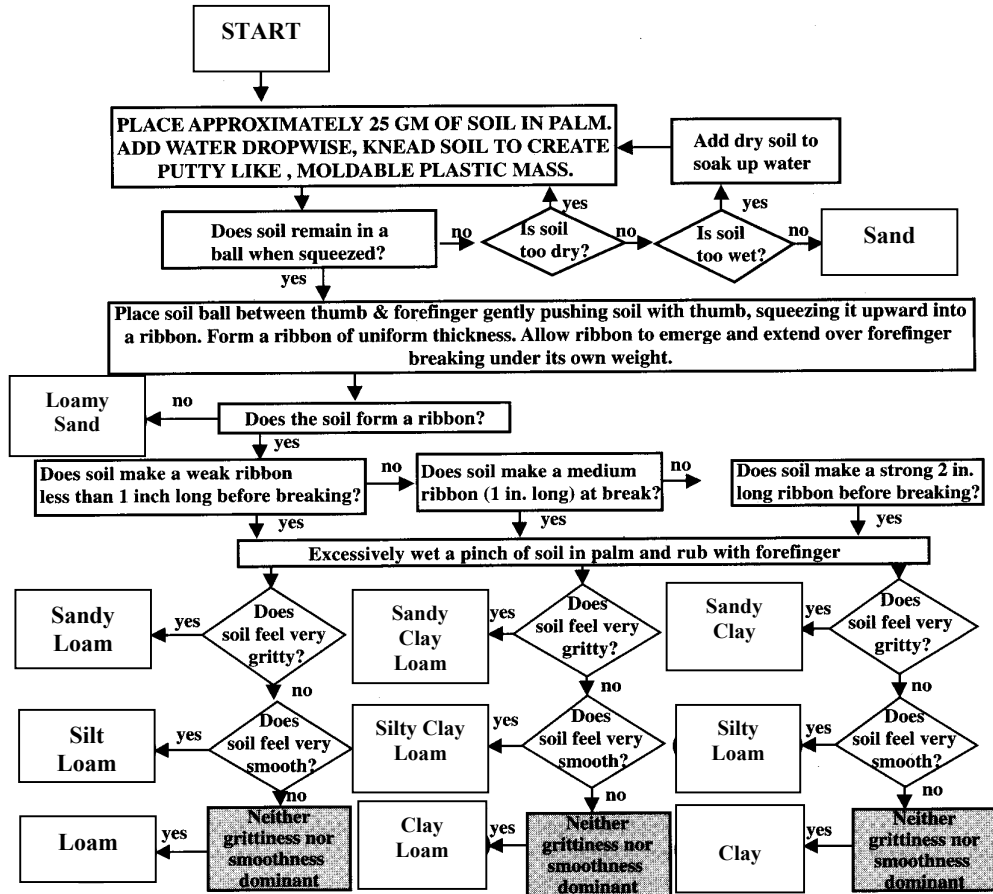 START
PLACE APPROXIMATELY 25 GM OF SOIL IN PALM.
ADD WATER DROPWISE, KNEAD SOIL TO CREATE
PUTTY LIKE , MOLDABLE PLASTIC MASS.
Add dry soil to
soak up water
yes
yes
Does soil remain in a
ball when squeezed?
no
Is soil
too dry?
no
Is soil
too wet?
no
Sand
yes
Place soil ball between thumb & forefinger gently pushing soil with thumb, squeezing it upward into
a ribbon. Form a ribbon of uniform thickness. Allow ribbon to emerge and extend over forefinger
breaking under its own weight.
Loamy
Sand
no
Does the soil form a ribbon?
yes
Does soil make a weak ribbon
less than 1 inch long before breaking?
no
Does soil make a medium
ribbon (1 in. long) at break?
no
Does soil make a strong 2 in.
long ribbon before breaking?
yes
yes
yes
Excessively wet a pinch of soil in palm and rub with forefinger
Sandy
Loam
yes
Does
soil feel very
gritty?
Sandy
Clay
Loam
yes
Does
soil feel very
gritty?
Sandy
Clay
yes
Does
soil feel very
gritty?
no
no
no
Silt
Loam
yes
Does
soil feel very
smooth?
Silty Clay
Loam
yes
Does
soil feel very
smooth?
Silty
Loam
yes
Does
soil feel very
smooth?
no
no
no
Loam
yes
Neither
grittiness nor
smoothness
dominant
Clay
Loam
yes
Neither
grittiness nor
smoothness
dominant
Clay
yes
Neither
grittiness nor
smoothness
dominant